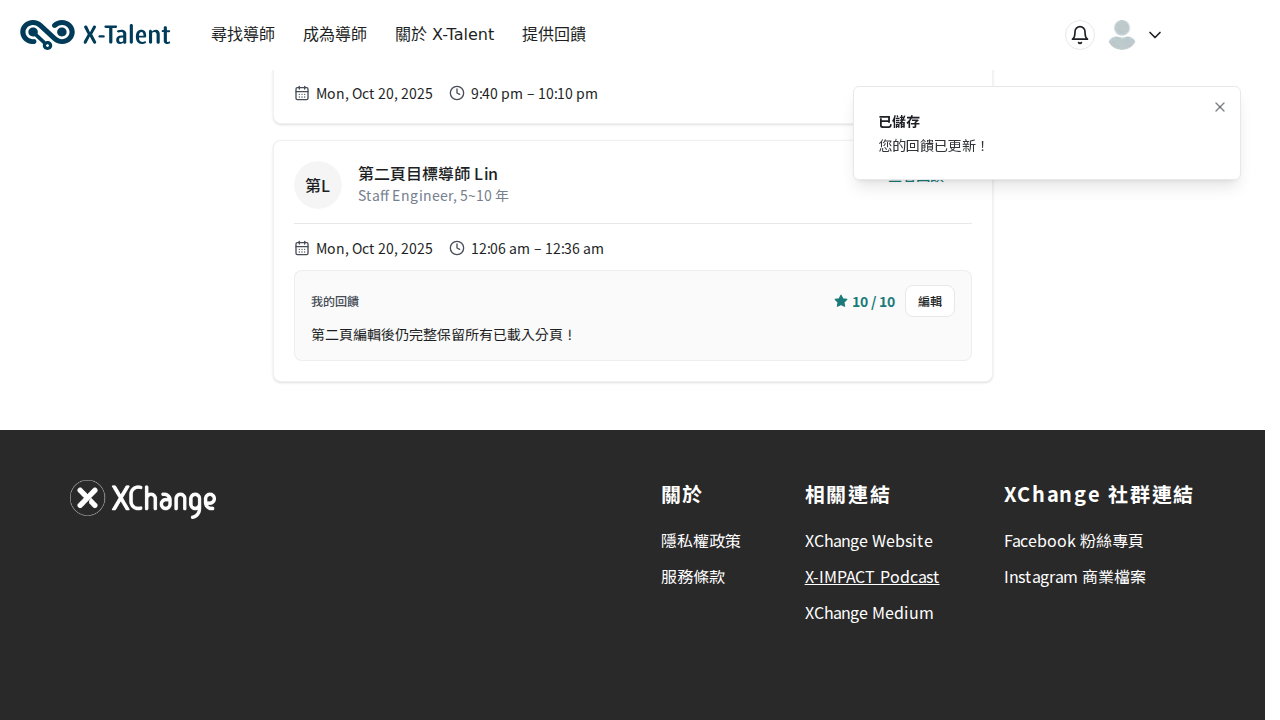 X-Talent
尋找導師
成為導師
關於 X-Talent
提供回饋
Mon, Oct 20, 2025
9:40 pm – 10:10 pm
已儲存
您的回饋已更新！
第L
第二頁目標導師 Lin
Staff Engineer, 5~10 年
Mon, Oct 20, 2025
12:06 am – 12:36 am
我的回饋
10 / 10
編輯
第二頁編輯後仍完整保留所有已載入分頁！
XChange
關於
隱私權政策
服務條款
相關連結
XChange Website
X-IMPACT Podcast
XChange Medium
XChange 社群連結
Facebook 粉絲專頁
Instagram 商業檔案